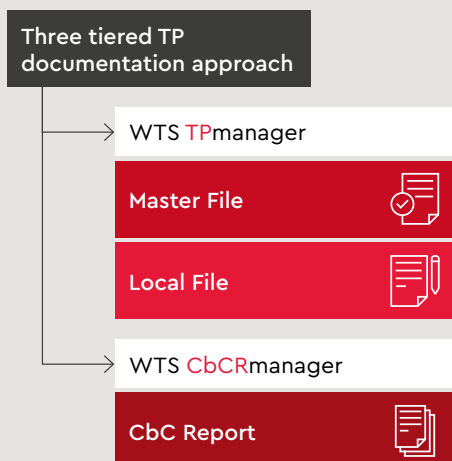 Three tiered TP
documentation approach
WTS TPmanager
Master File
Local File
WTS CbCRmanager
CbC Report